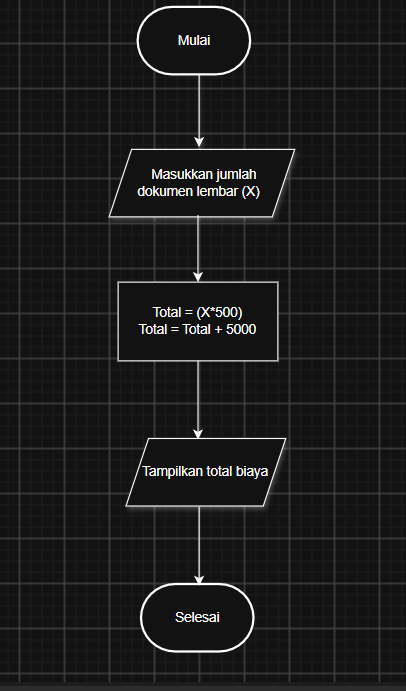 Mulai
Masukkan jumlah
dokumen lembar (X)
Total = (X*500)
Total = Total + 5000
Tampilkan total biaya
Selesai